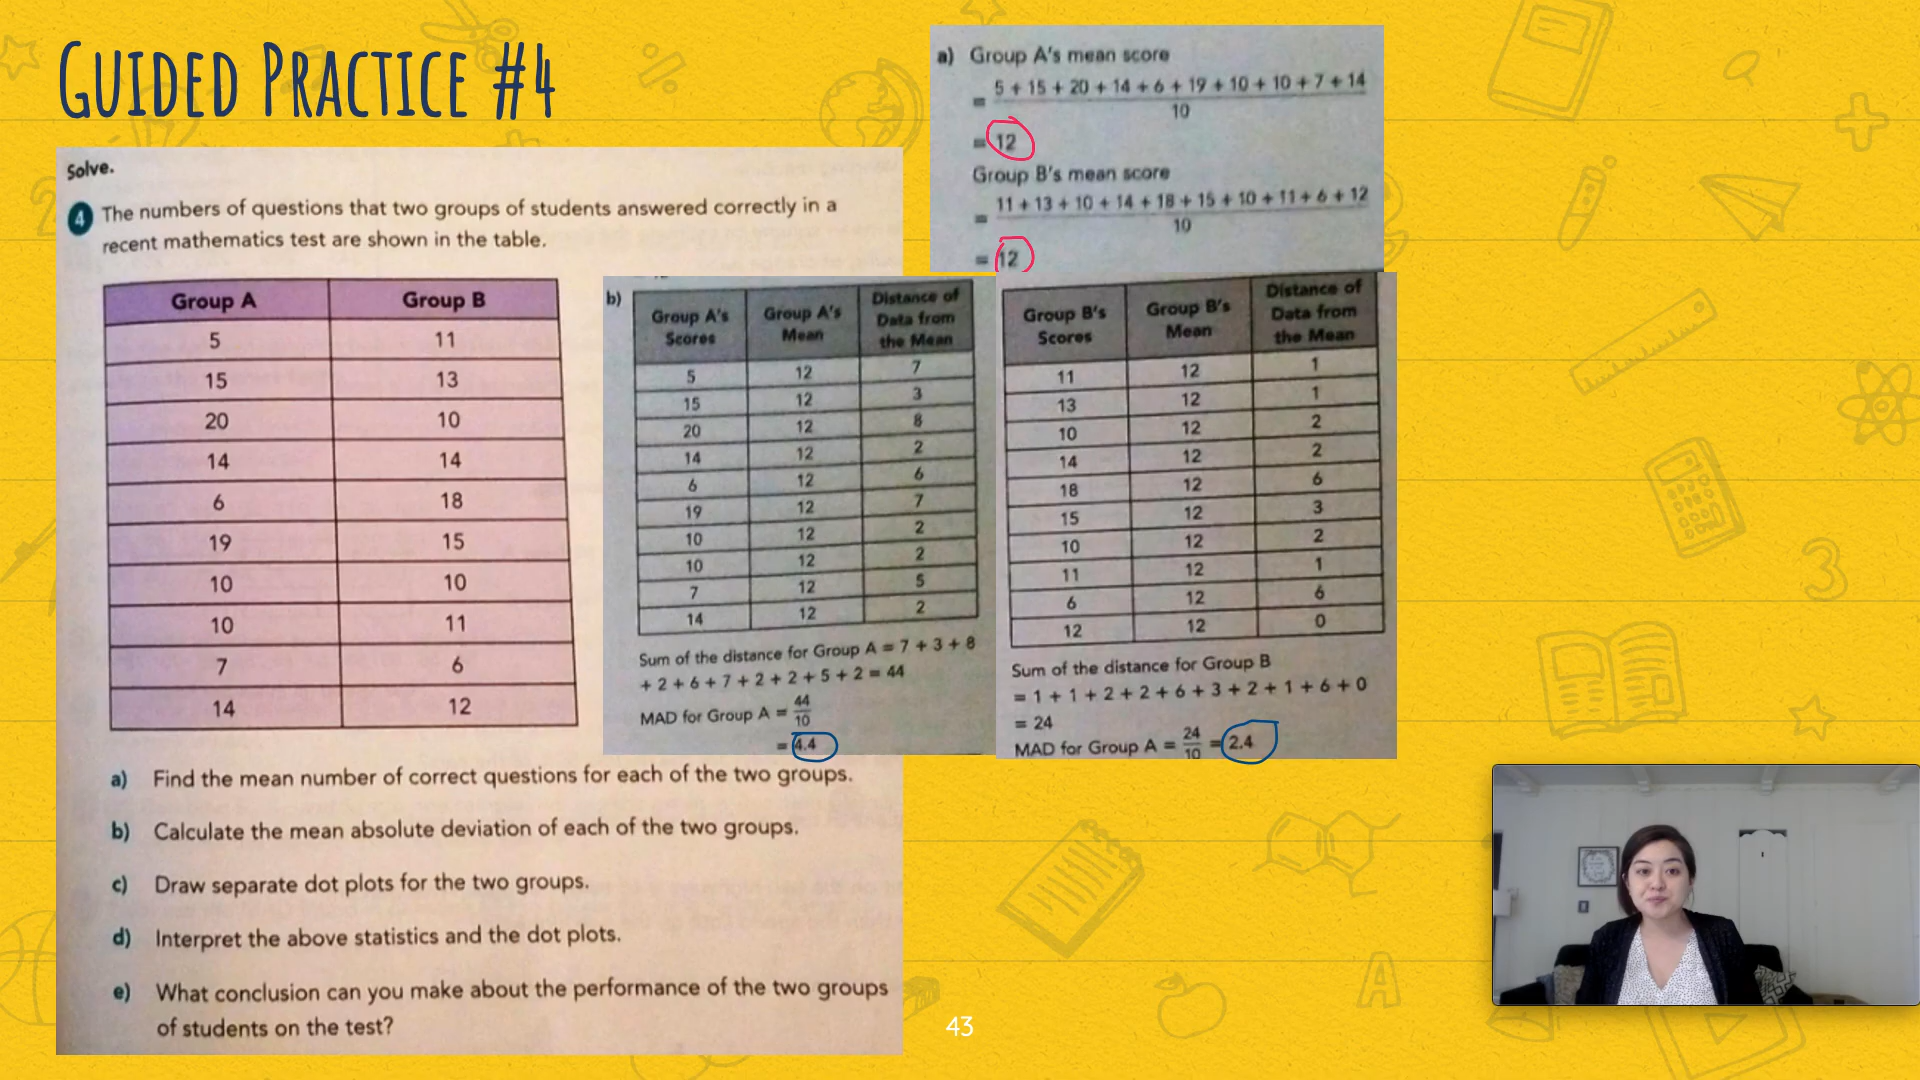 GUIDED PRACTICE #4
Solve.
4 The numbers of questions that two groups of students answered correctly in a
recent mathematics test are shown in the table.
Group A Group B
5 11
15 13
20 10
14 14
6 18
19 15
10 10
10 11
7 6
14 12
a) Find the mean number of correct questions for each of the two groups.
b) Calculate the mean absolute deviation of each of the two groups.
c) Draw separate dot plots for the two groups.
d) Interpret the above statistics and the dot plots.
e) What conclusion can you make about the performance of the two groups
of students on the test?
a) Group A's mean score
= 5 + 15 + 20 + 14 + 6 + 19 + 10 + 10 + 7 + 14
10
= 12
Group B's mean score
= 11 + 13 + 10 + 14 + 18 + 15 + 10 + 11 + 6 + 12
10
= 12
b)
Group A's Scores Group A's Mean Distance of Data from the Mean
5 12 7
15 12 3
20 12 8
14 12 2
6 12 6
19 12 7
10 12 2
10 12 2
7 12 5
14 12 2
Sum of the distance for Group A = 7 + 3 + 8
+ 2 + 6 + 7 + 2 + 2 + 5 + 2 = 44
MAD for Group A = 44/10
= 4.4
Group B's Scores Group B's Mean Distance of Data from the Mean
11 12 1
13 12 1
10 12 2
14 12 2
18 12 6
15 12 3
10 12 2
11 12 1
6 12 6
12 12 0
Sum of the distance for Group B
= 1 + 1 + 2 + 2 + 6 + 3 + 2 + 1 + 6 + 0
= 24
MAD for Group A = 24/10 = 2.4
43